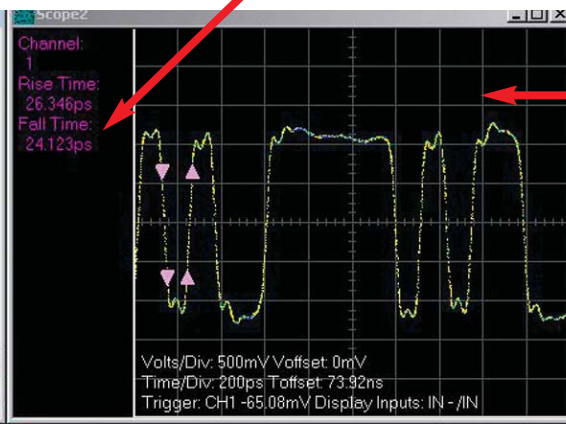 Scope2
Channel:
1
Rise Time:
26.346ps
Fall Time:
24.123ps
Volts/Div: 500mV Voffset: 0mV
Time/Div: 200ps Toffset: 73.92ns
Trigger: CH1 -65.08mV Display Inputs: IN - /IN